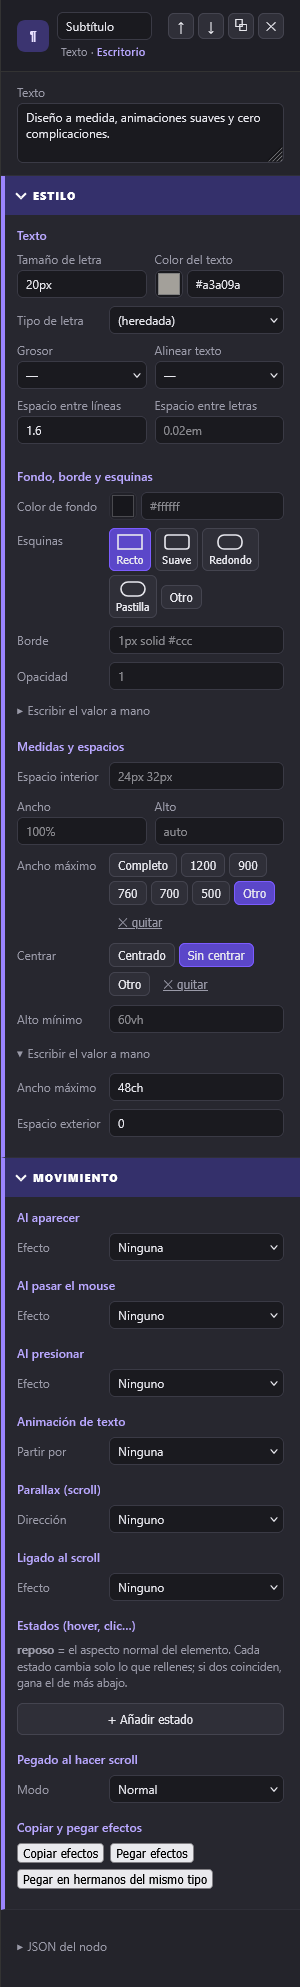 ¶
Subtítulo
↑
↓
Texto · Escritorio
Texto
Diseño a medida, animaciones suaves y cero
complicaciones.
ESTILO
Texto
Tamaño de letra
Color del texto
20px
#a3a09a
Tipo de letra
(heredada)
Grosor
Alinear texto
—
—
Espacio entre líneas
Espacio entre letras
1.6
0.02em
Fondo, borde y esquinas
Color de fondo
#ffffff
Esquinas
Recto
Suave
Redondo
Pastilla
Otro
Borde
1px solid #ccc
Opacidad
1
▸ Escribir el valor a mano
Medidas y espacios
Espacio interior
24px 32px
Ancho
Alto
100%
auto
Ancho máximo
Completo
1200
900
760
700
500
Otro
✕ quitar
Centrar
Centrado
Sin centrar
Otro
✕ quitar
Alto mínimo
60vh
▾ Escribir el valor a mano
Ancho máximo
48ch
Espacio exterior
0
MOVIMIENTO
Al aparecer
Efecto
Ninguna
Al pasar el mouse
Efecto
Ninguno
Al presionar
Efecto
Ninguno
Animación de texto
Partir por
Ninguna
Parallax (scroll)
Dirección
Ninguno
Ligado al scroll
Efecto
Ninguno
Estados (hover, clic...)
reposo = el aspecto normal del elemento. Cada
estado cambia solo lo que rellenes; si dos coinciden,
gana el de más abajo.
+ Añadir estado
Pegado al hacer scroll
Modo
Normal
Copiar y pegar efectos
Copiar efectos
Pegar efectos
Pegar en hermanos del mismo tipo
▸ JSON del nodo